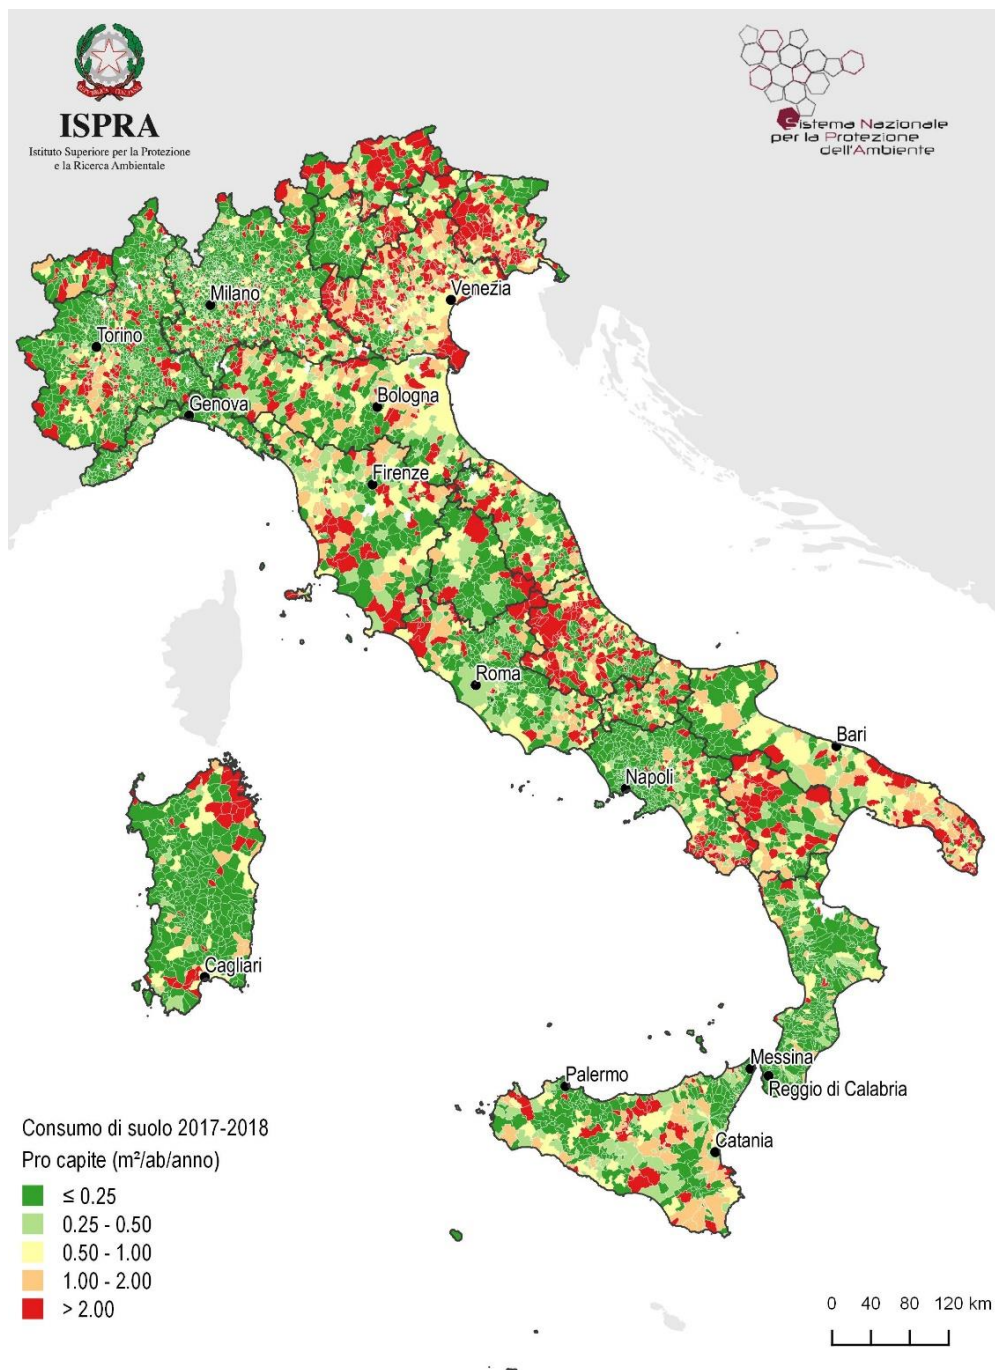 ISPRA
Istituto Superiore per la Protezione
e la Ricerca Ambientale
Sistema Nazionale
per la Protezione
dell'Ambiente
Milano
Venezia
Torino
Genova
Bologna
Firenze
Roma
Bari
Napoli
Cagliari
Messina
Palermo
Reggio di Calabria
Catania
Consumo di suolo 2017-2018
Pro capite (m²/ab/anno)
≤ 0.25
0.25 - 0.50
0.50 - 1.00
1.00 - 2.00
> 2.00
0 40 80 120 km